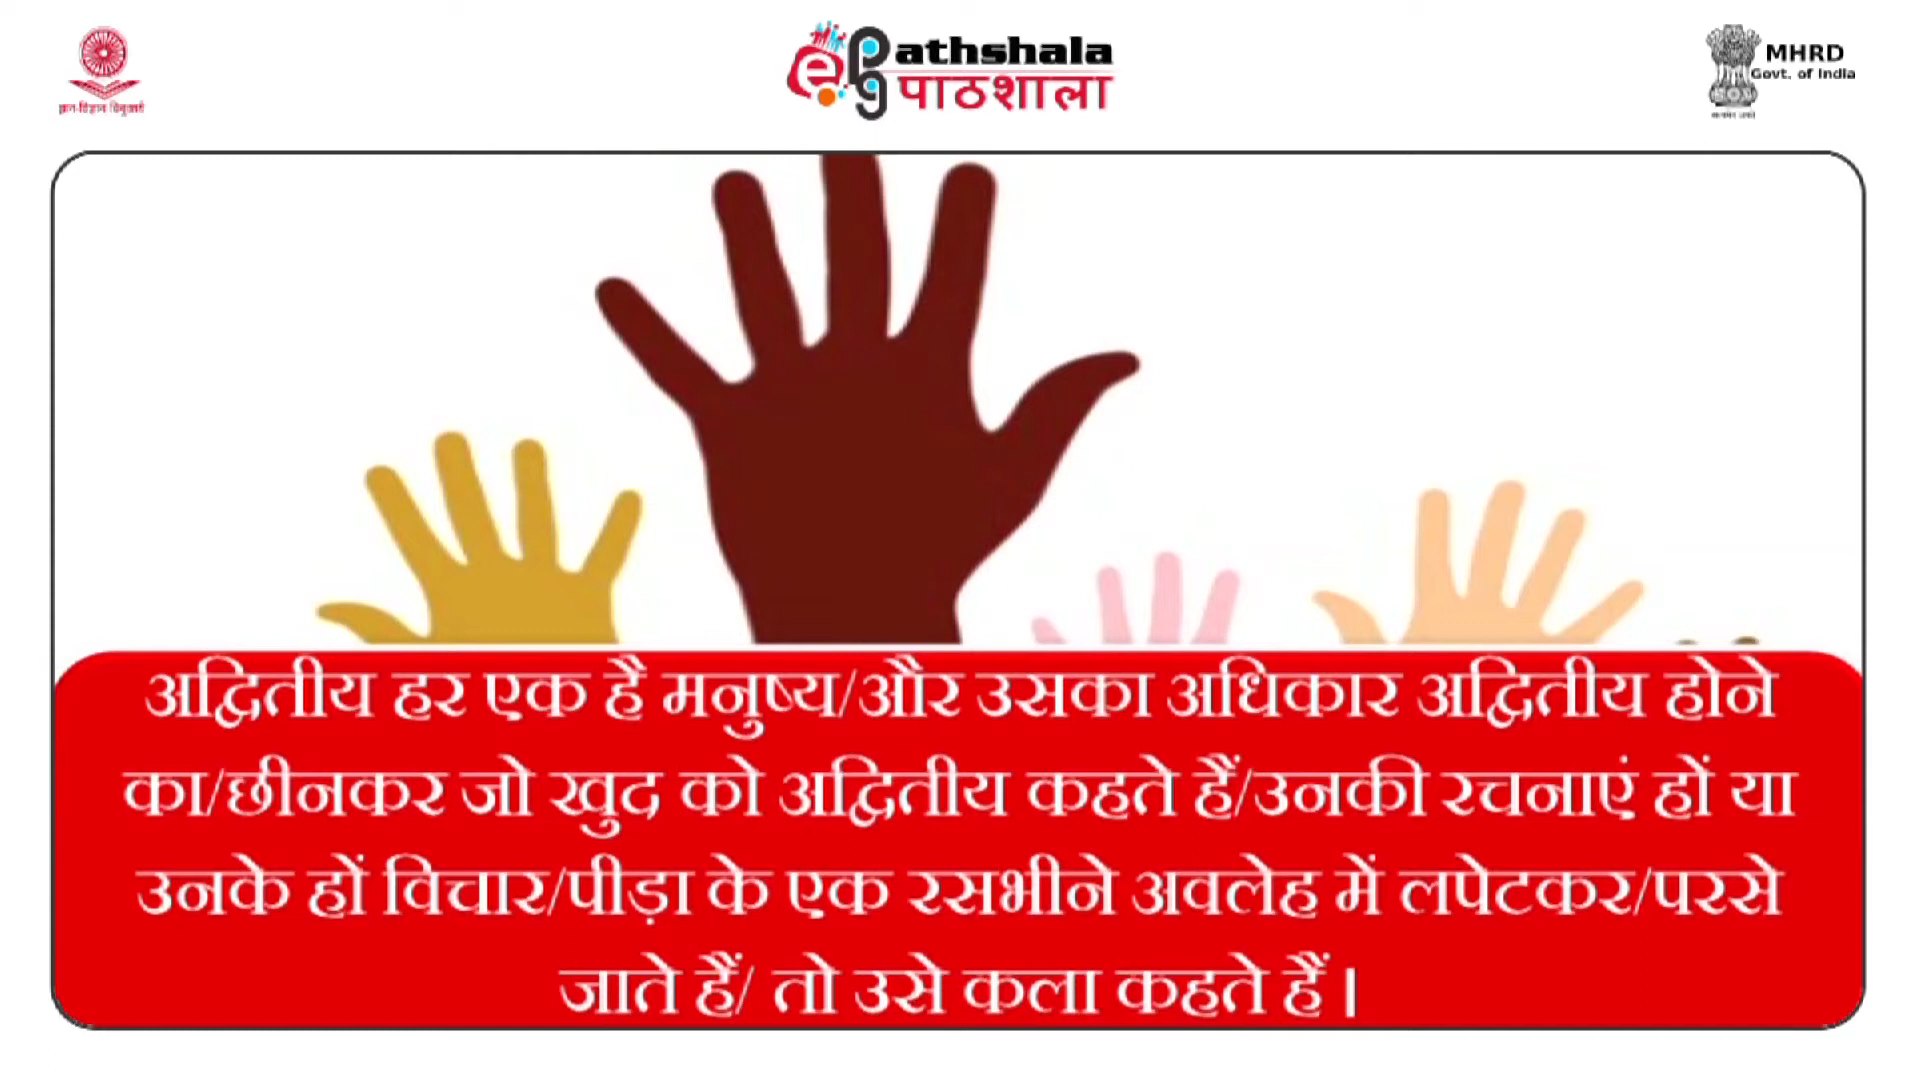 ज्ञान-विज्ञान विमुक्तये
ePathshala
पाठशाला
MHRD
Govt. of India
अद्वितीय हर एक है मनुष्य/और उसका अधिकार अद्वितीय होने
का/छीनकर जो खुद को अद्वितीय कहते हैं/उनकी रचनाएं हों या
उनके हों विचार/पीड़ा के एक रसभीने अवलेह में लपेटकर/परसे
जाते हैं/ तो उसे कला कहते हैं।